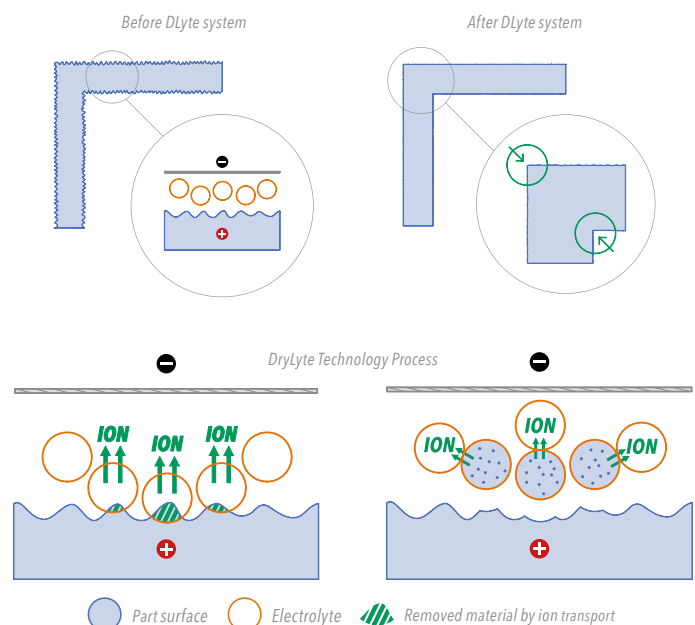 Before DLyte system
After DLyte system
DryLyte Technology Process
ION
ION
ION
ION
ION
ION
Part surface
Electrolyte
Removed material by ion transport